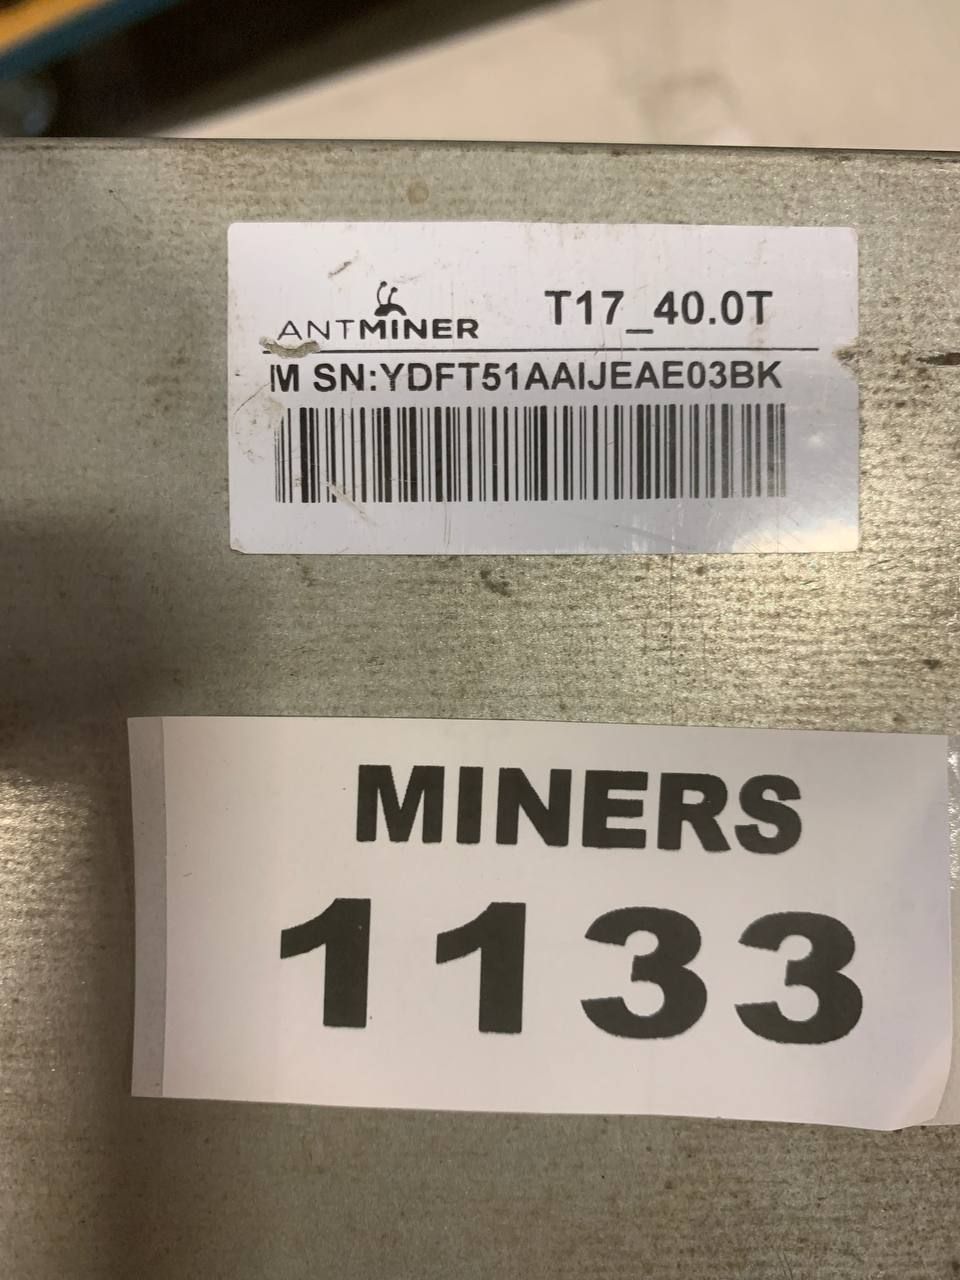 ANTMINER T17_40.0T
M SN:YDFT51AAIJEAE03BK
MINERS
1133